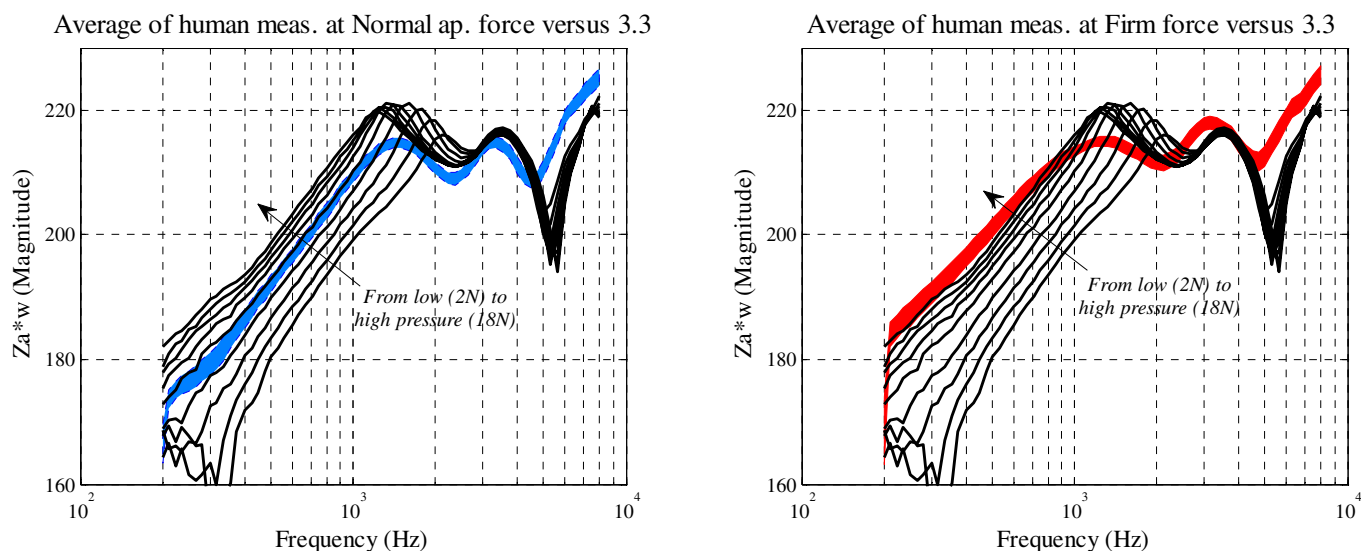 Average of human meas. at Normal ap. force versus 3.3
220
200
180
160
Za*w (Magnitude)
From low (2N) to
high pressure (18N)
10^2
10^3
10^4
Frequency (Hz)
Average of human meas. at Firm force versus 3.3
220
200
180
160
Za*w (Magnitude)
From low (2N) to
high pressure (18N)
10^2
10^3
10^4
Frequency (Hz)